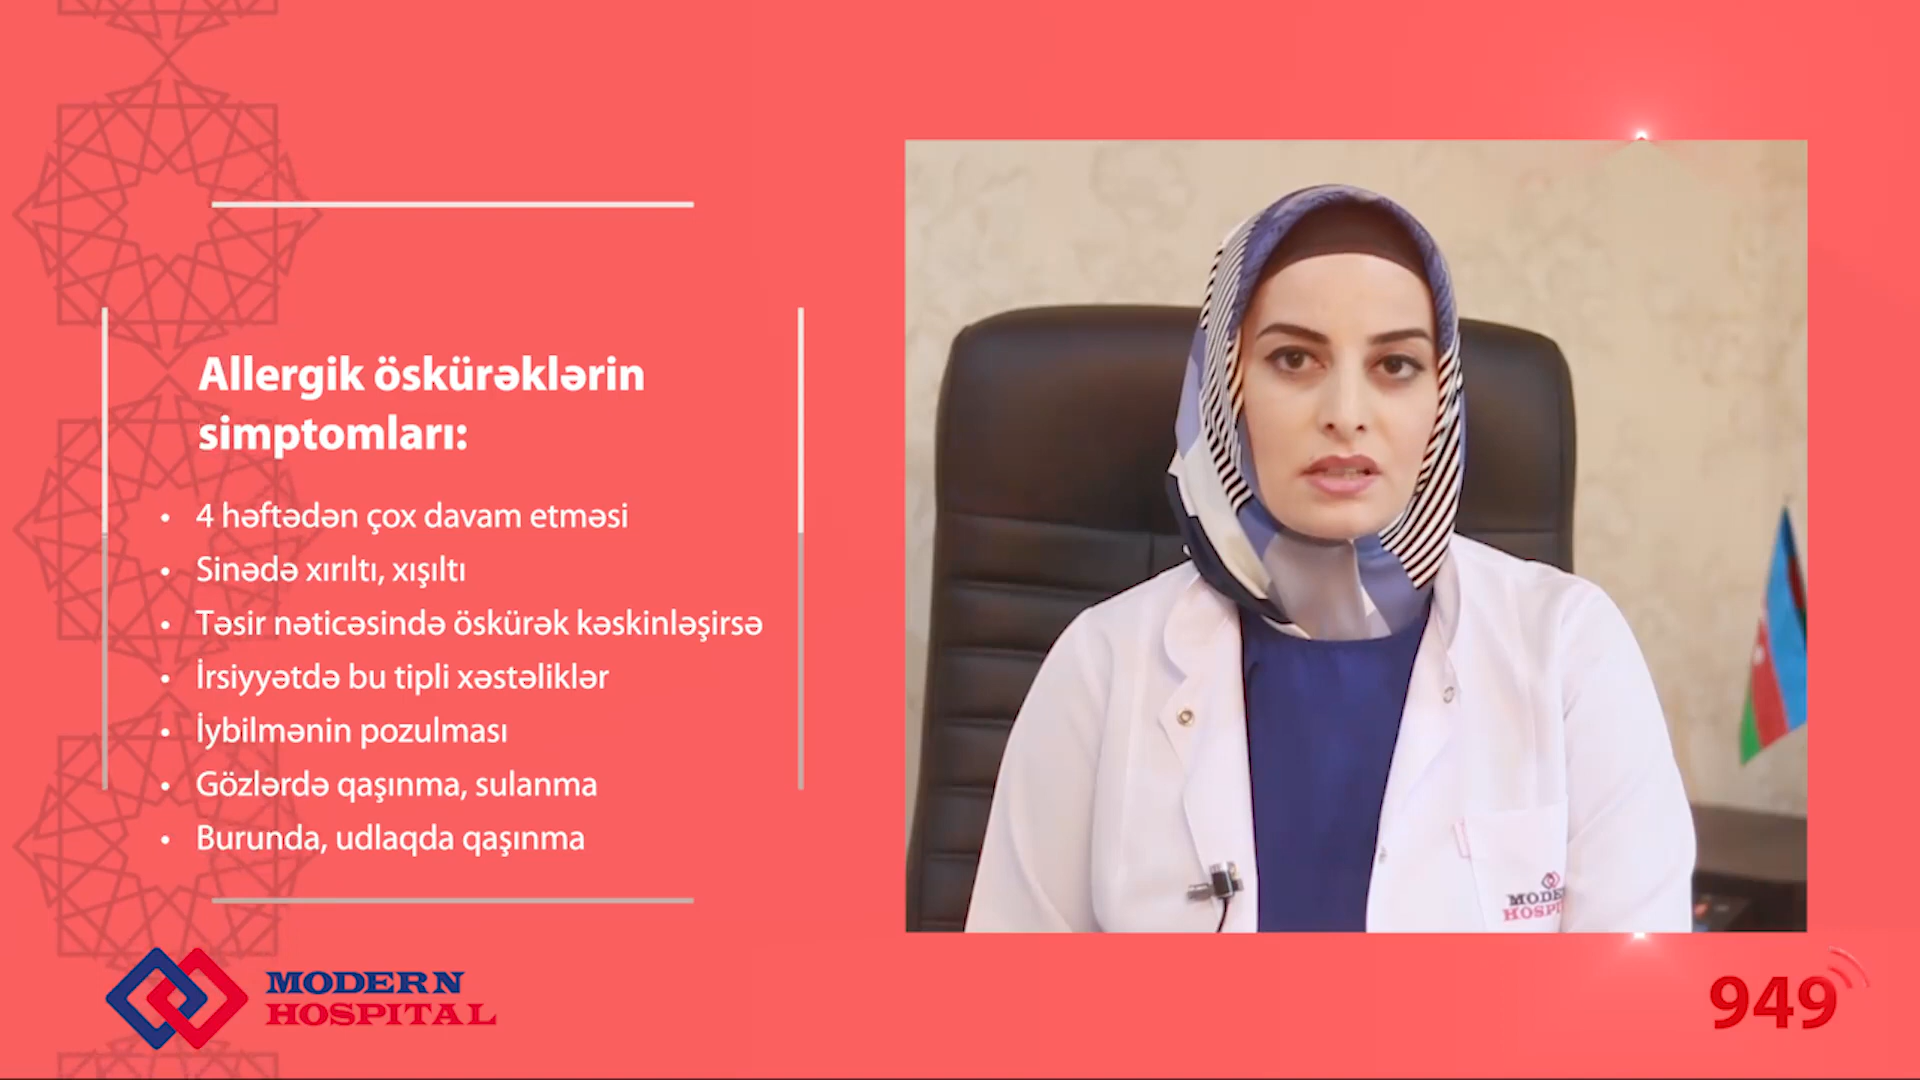 Allergik öskürəklərin
simptomları:
• 4 həftədən çox davam etməsi
• Sinədə xırıltı, xışıltı
• Təsir nəticəsində öskürək kəskinləşirsə
• İrsiyyətdə bu tipli xəstəliklər
• İybilmənin pozulması
• Gözlərdə qaşınma, sulanma
• Burunda, udlaqda qaşınma
MODERN
HOSPITAL
949